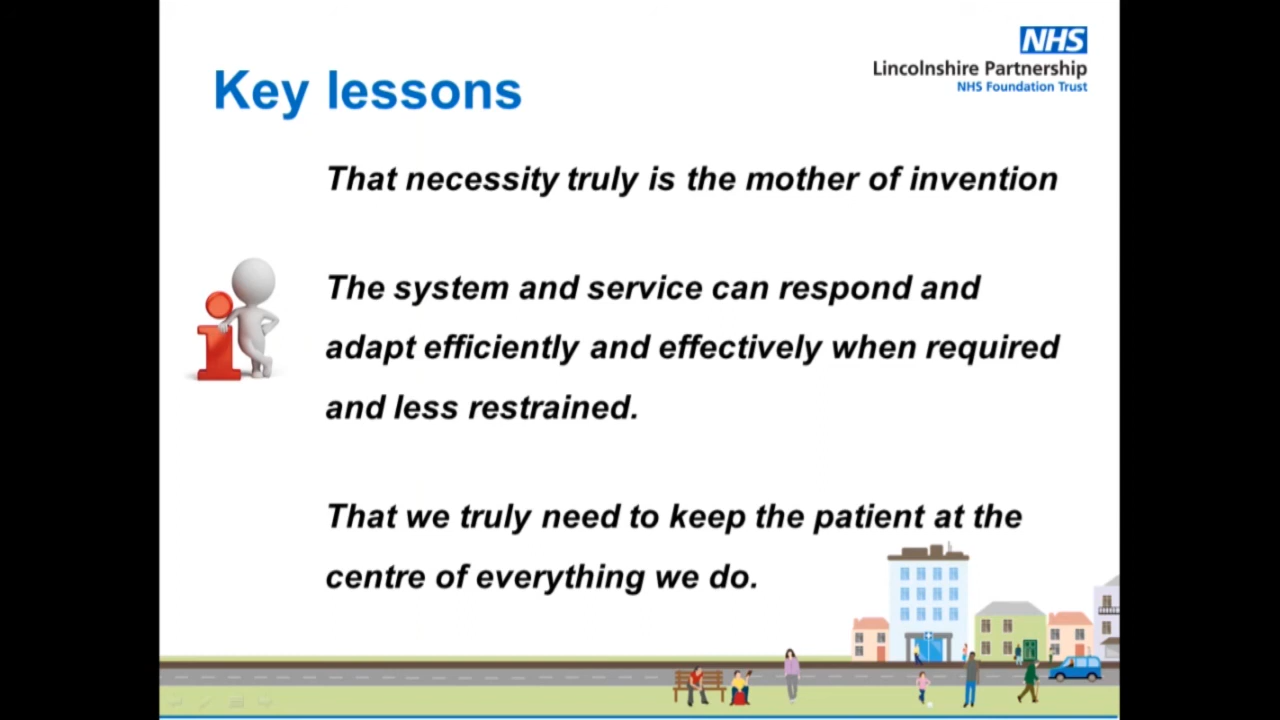 NHS
Lincolnshire Partnership
NHS Foundation Trust
Key lessons
That necessity truly is the mother of invention
The system and service can respond and
adapt efficiently and effectively when required
and less restrained.
That we truly need to keep the patient at the
centre of everything we do.